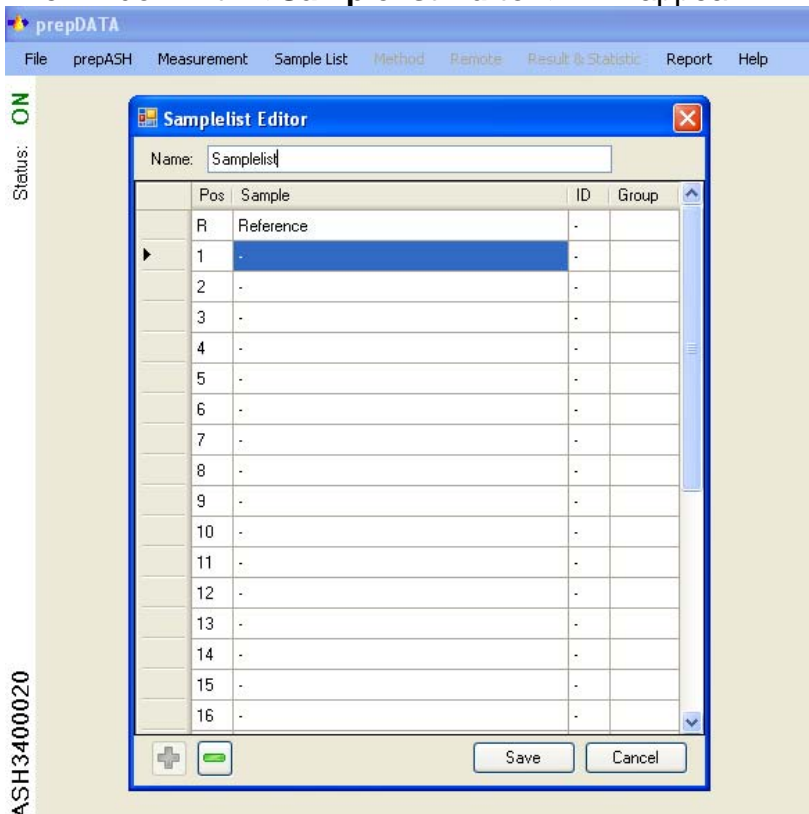 prepDATA
File prepASH Measurement Sample List Method Remote Result & Statistic Report Help
Status: ON
ASH3400020
Samplelist Editor
Name: Samplelist
Pos Sample ID Group
R Reference -
1 - -
2 - -
3 - -
4 - -
5 - -
6 - -
7 - -
8 - -
9 - -
10 - -
11 - -
12 - -
13 - -
14 - -
15 - -
16 - -
Save Cancel